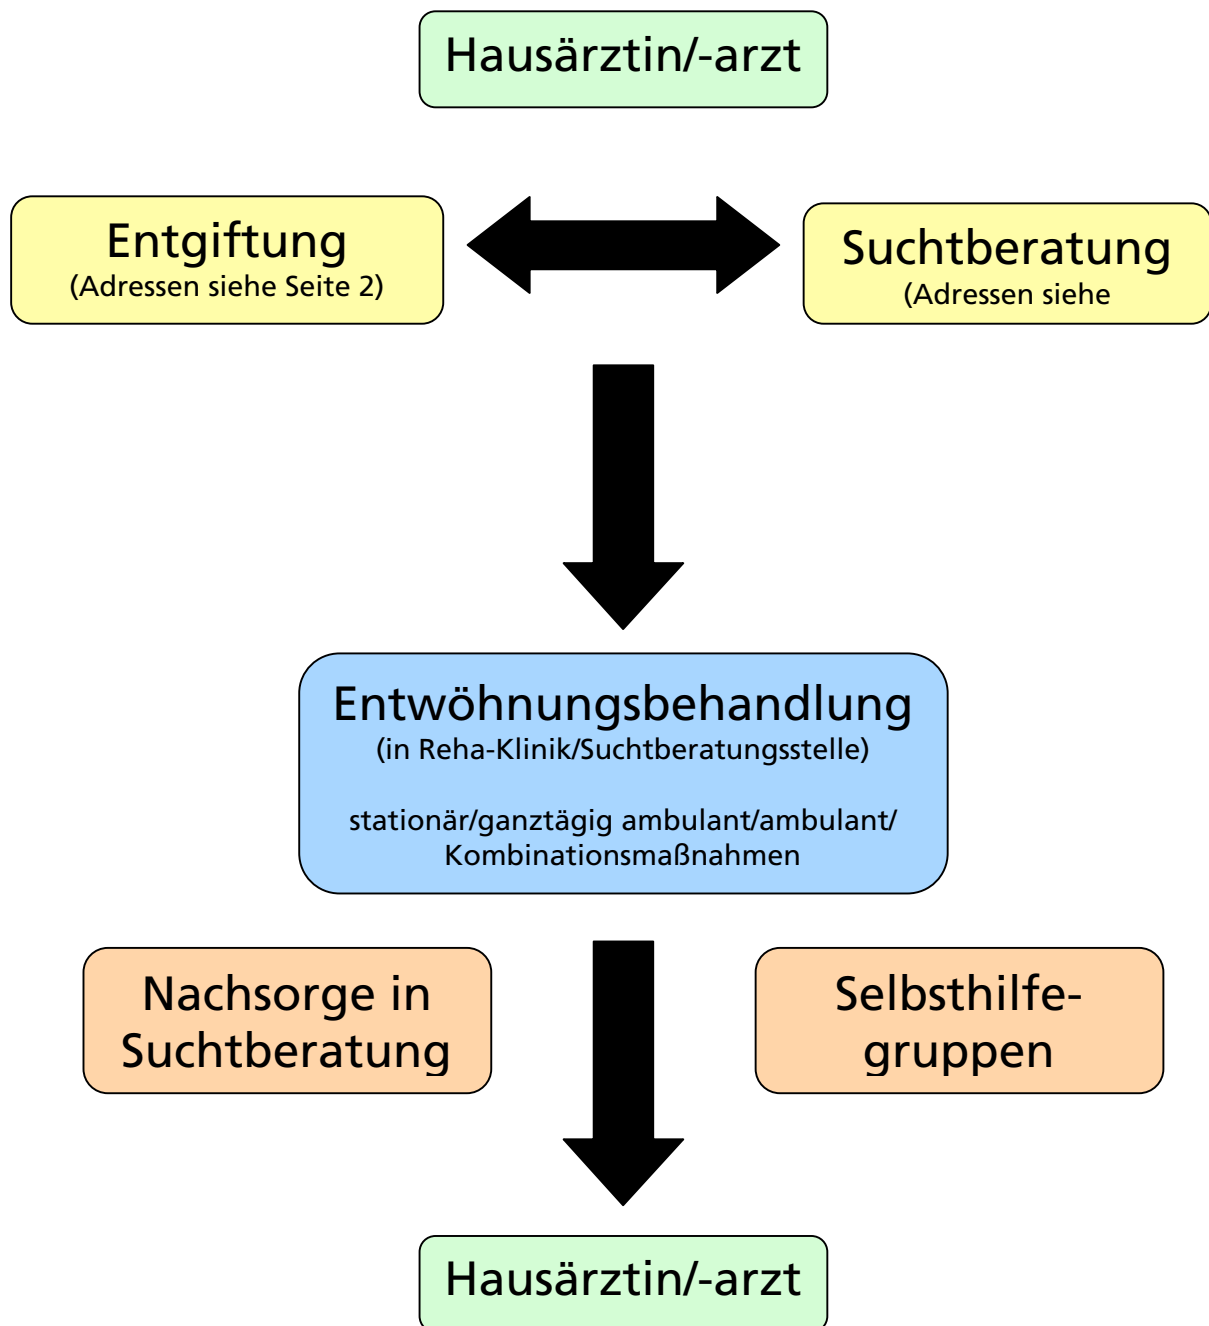 Hausärztin/-arzt
Entgiftung
(Adressen siehe Seite 2)
Suchtberatung
(Adressen siehe
Entwöhnungsbehandlung
(in Reha-Klinik/Suchtberatungsstelle)
stationär/ganztägig ambulant/ambulant/
Kombinationsmaßnahmen
Nachsorge in
Suchtberatung
Selbsthilfe-
gruppen
Hausärztin/-arzt